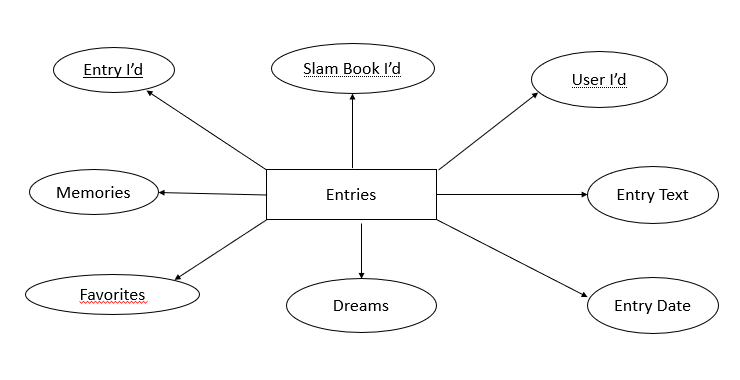 Entry I’d
Slam Book I’d
User I’d
Memories
Entries
Entry Text
Favorites
Dreams
Entry Date